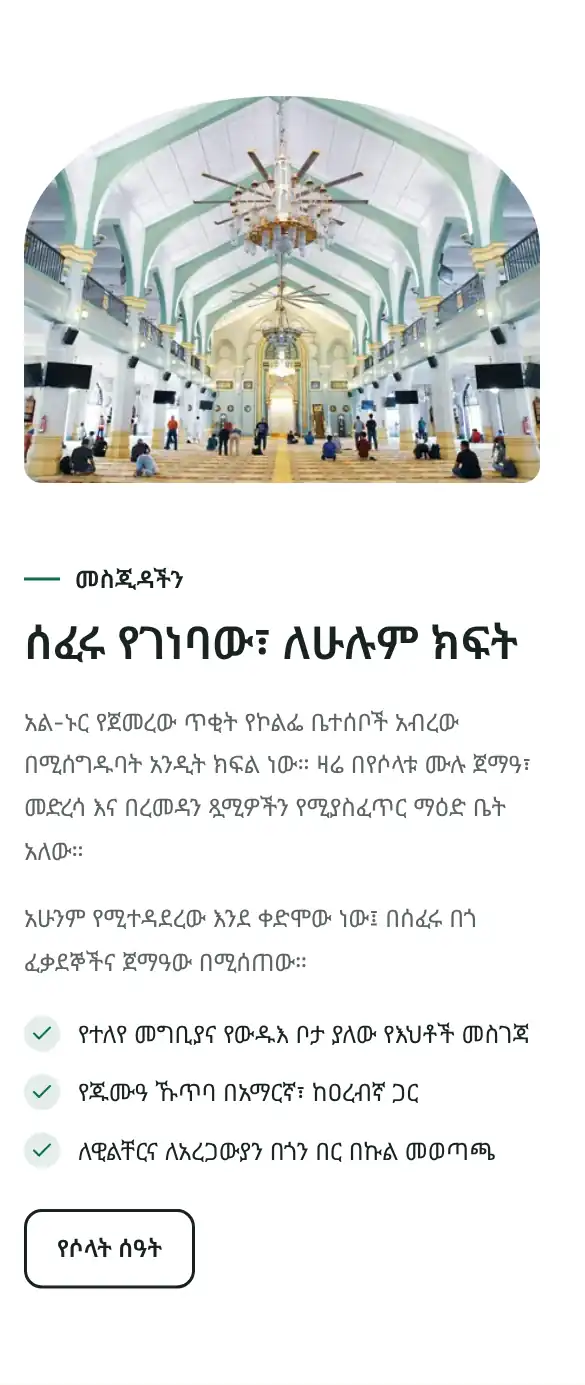 መስጂዳችን
ሰፈሩ የገነባው፣ ለሁሉም ክፍት
አል-ኑር የጀመረው ጥቂት የኮልፌ ቤተሰቦች አብረው
በሚሰግዱባት አንዲት ክፍል ነው። ዛሬ በየሶላቱ ሙሉ ጀማዓ፣
መድረሳ እና በረመዳን ጿሚዎችን የሚያስፈጥር ማዕድ ቤት
አለው።
አሁንም የሚተዳደረው እንደ ቀድሞው ነው፤ በሰፈሩ በጎ
ፈቃደኞችና ጀማዓው በሚሰጠው።
የተለየ መግቢያና የውዱእ ቦታ ያለው የእህቶች መስገጃ
የጁሙዓ ኹጥባ በአማርኛ፣ ከዐረብኛ ጋር
ለዊልቸርና ለአረጋውያን በጎን በር በኩል መወጣጫ
የሶላት ሰዓት